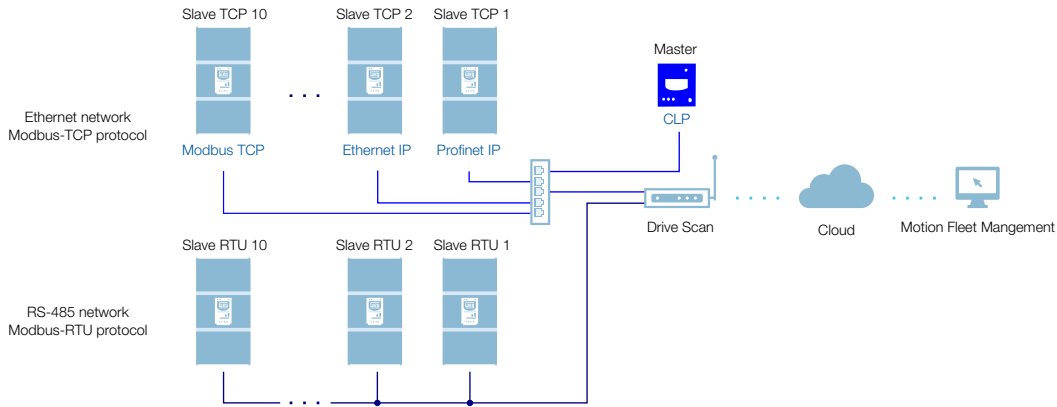 Slave TCP 10
Slave TCP 2
Slave TCP 1
Master
Ethernet network
Modbus-TCP protocol
CLP
Modbus TCP
Ethernet IP
Profinet IP
Drive Scan
Cloud
Motion Fleet Mangement
Slave RTU 10
Slave RTU 2
Slave RTU 1
RS-485 network
Modbus-RTU protocol